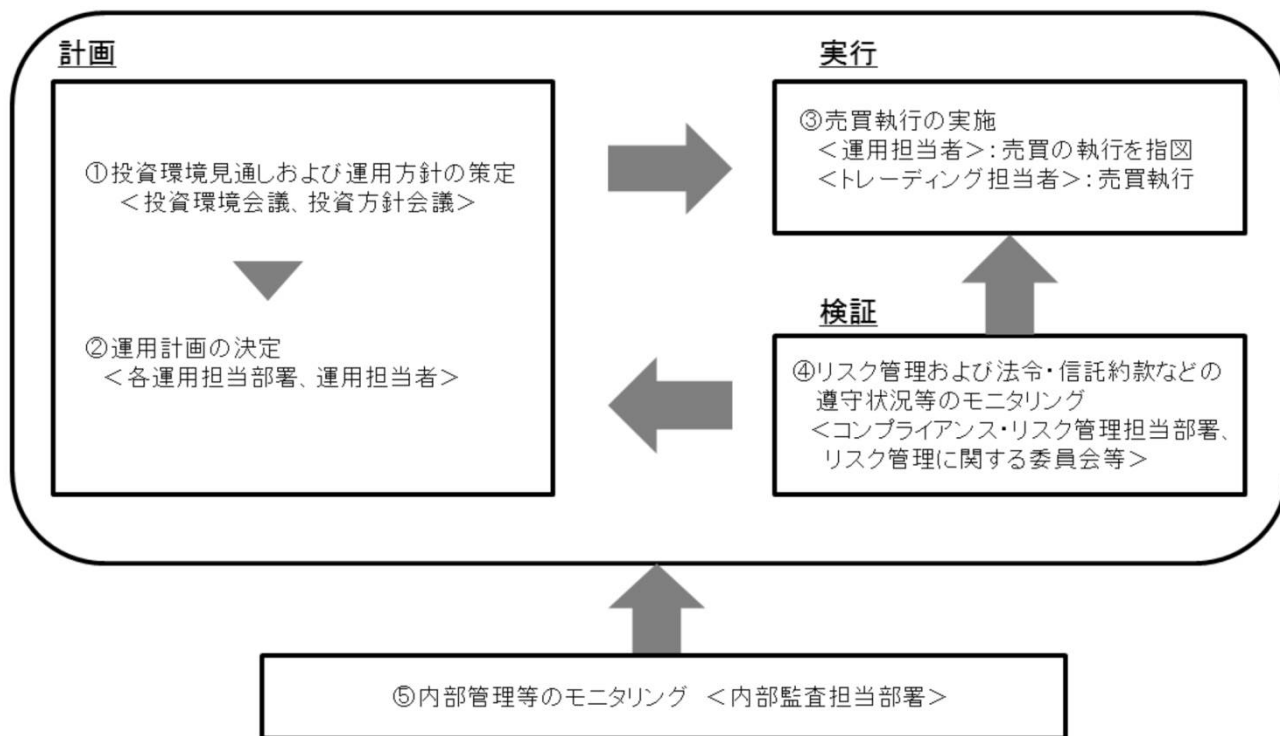 計画
①投資環境見通しおよび運用方針の策定
＜投資環境会議、投資方針会議＞
②運用計画の決定
＜各運用担当部署、運用担当者＞
実行
③売買執行の実施
＜運用担当者＞：売買の執行を指図
＜トレーディング担当者＞：売買執行
検証
④リスク管理および法令・信託約款などの
遵守状況等のモニタリング
＜コンプライアンス・リスク管理担当部署、
リスク管理に関する委員会等＞
⑤内部管理等のモニタリング ＜内部監査担当部署＞